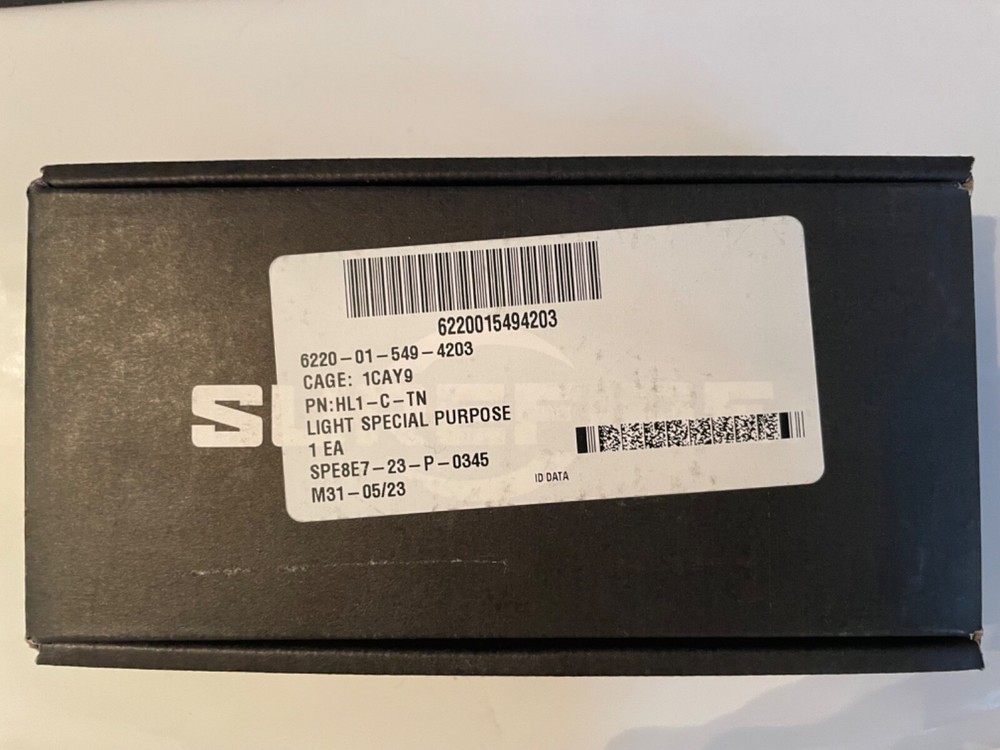 6220015494203
6220-01-549-4203
CAGE: 1CAY9
PN:HL1-C-TN
LIGHT SPECIAL PURPOSE
1 EA
SPE8E7-23-P-0345
M31-05/23
ID DATA
SUREFIRE